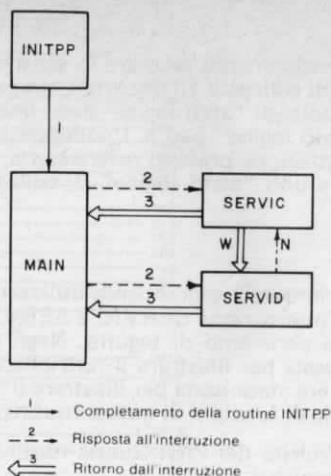 INITPP
1
MAIN
2
3
SERVIC
W
N
2
3
SERVID
1 Completamento della routine INITPP
2 Risposta all'interruzione
3 Ritorno dall'interruzione